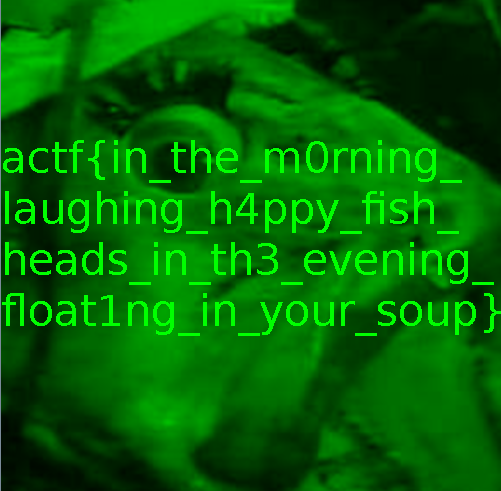 actf{in_the_m0rning_
laughing_h4ppy_fish_
heads_in_th3_evening_
float1ng_in_your_soup}